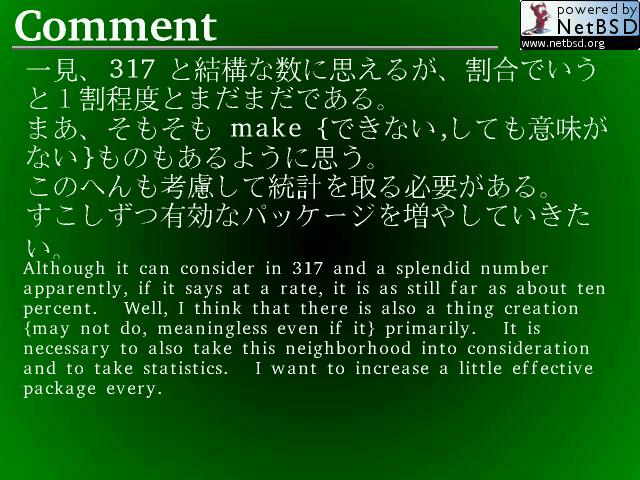 Comment
powered by
NetBSD
www.netbsd.org
一見、317 と結構な数に思えるが、割合でいう
と１割程度とまだまだである。
まあ、そもそも make {できない,しても意味が
ない}ものもあるように思う。
このへんも考慮して統計を取る必要がある。
すこしずつ有効なパッケージを増やしていきた
い。
Although it can consider in 317 and a splendid number
apparently, if it says at a rate, it is as still far as about ten
percent.   Well, I think that there is also a thing creation
{may not do, meaningless even if it} primarily.   It is
necessary to also take this neighborhood into consideration
and to take statistics.   I want to increase a little effective
package every.